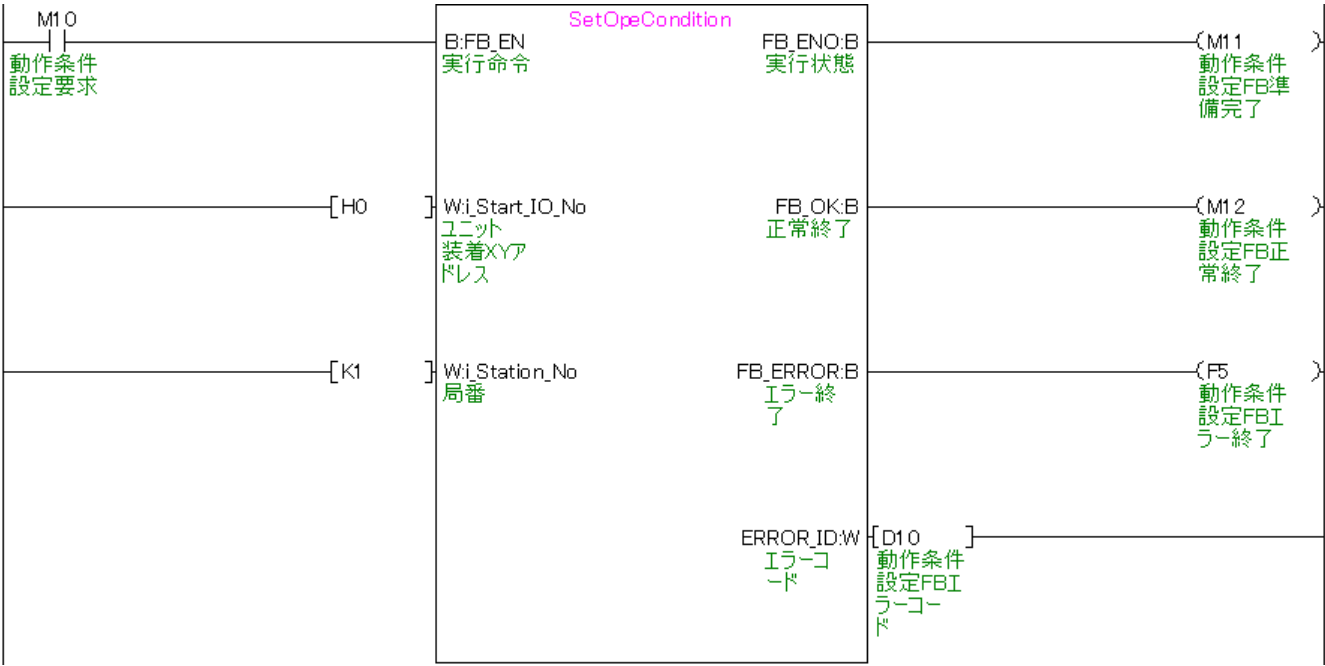 SetOpeCondition
M10
動作条件
設定要求
B:FB_EN
実行命令
FB_ENO:B
実行状態
M11
動作条件
設定FB準
備完了
H0
W:i_Start_IO_No
ユニット
装着XYア
ドレス
FB_OK:B
正常終了
M12
動作条件
設定FB正
常終了
K1
W:i_Station_No
局番
FB_ERROR:B
エラー終
了
F5
動作条件
設定FBエ
ラー終了
ERROR_ID:W
エラーコ
ード
D10
動作条件
設定FBエ
ラーコー
ド